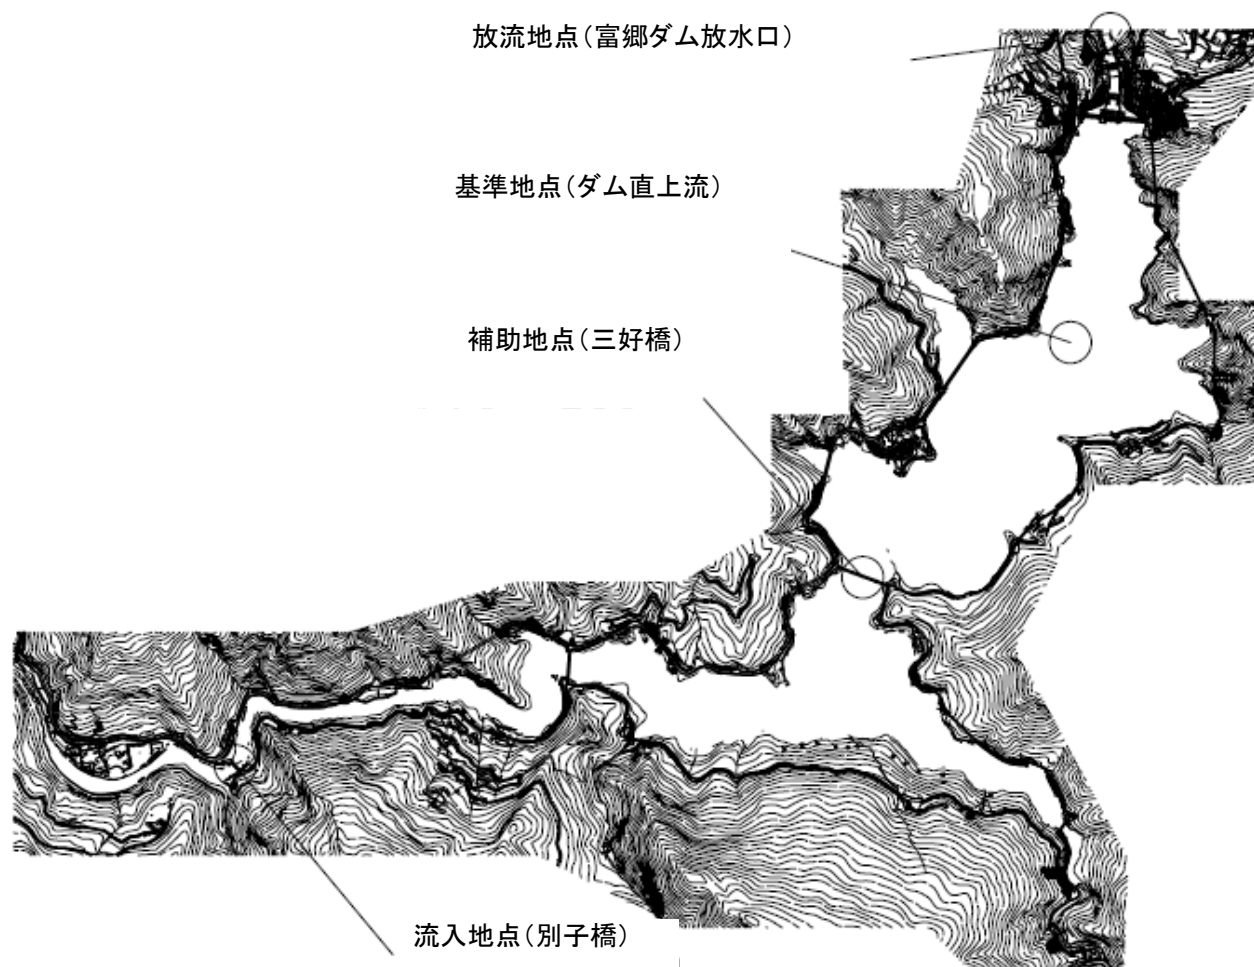 放流地点（富郷ダム放水口）
基準地点（ダム直上流）
補助地点（三好橋）
流入地点（別子橋）